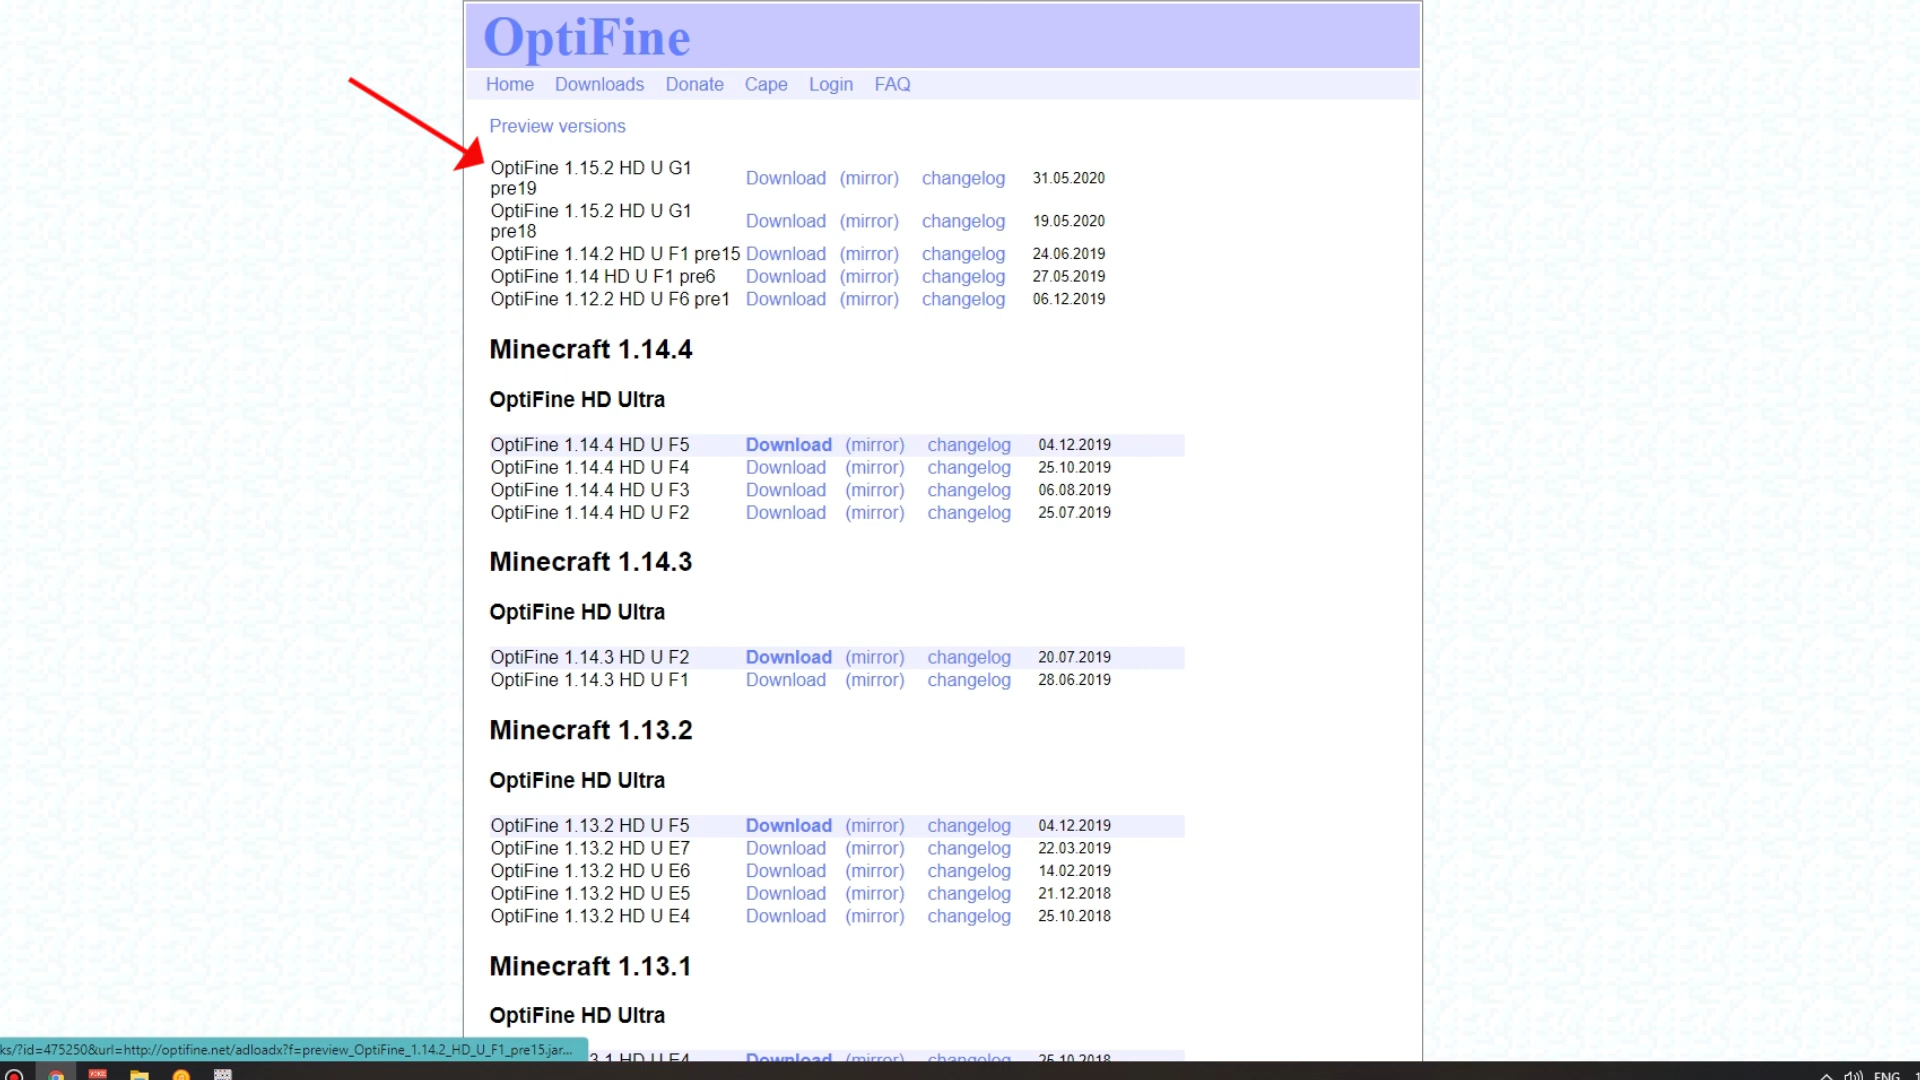 OptiFine
Home Downloads Donate Cape Login FAQ
Preview versions
OptiFine 1.15.2 HD U G1 pre19 Download (mirror) changelog 31.05.2020
OptiFine 1.15.2 HD U G1 pre18 Download (mirror) changelog 19.05.2020
OptiFine 1.14.2 HD U F1 pre15 Download (mirror) changelog 24.06.2019
OptiFine 1.14 HD U F1 pre6 Download (mirror) changelog 27.05.2019
OptiFine 1.12.2 HD U F6 pre1 Download (mirror) changelog 06.12.2019
Minecraft 1.14.4
OptiFine HD Ultra
OptiFine 1.14.4 HD U F5 Download (mirror) changelog 04.12.2019
OptiFine 1.14.4 HD U F4 Download (mirror) changelog 25.10.2019
OptiFine 1.14.4 HD U F3 Download (mirror) changelog 06.08.2019
OptiFine 1.14.4 HD U F2 Download (mirror) changelog 25.07.2019
Minecraft 1.14.3
OptiFine HD Ultra
OptiFine 1.14.3 HD U F2 Download (mirror) changelog 20.07.2019
OptiFine 1.14.3 HD U F1 Download (mirror) changelog 28.06.2019
Minecraft 1.13.2
OptiFine HD Ultra
OptiFine 1.13.2 HD U F5 Download (mirror) changelog 04.12.2019
OptiFine 1.13.2 HD U E7 Download (mirror) changelog 22.03.2019
OptiFine 1.13.2 HD U E6 Download (mirror) changelog 14.02.2019
OptiFine 1.13.2 HD U E5 Download (mirror) changelog 21.12.2018
OptiFine 1.13.2 HD U E4 Download (mirror) changelog 25.10.2018
Minecraft 1.13.1
OptiFine HD Ultra
ks/?id=475250&url=http://optifine.net/adloadx?f=preview_OptiFine_1.14.2_HD_U_F1_pre15.jar...
3.1 HD U E4 Download (mirror) changelog 25.10.2018
ENG